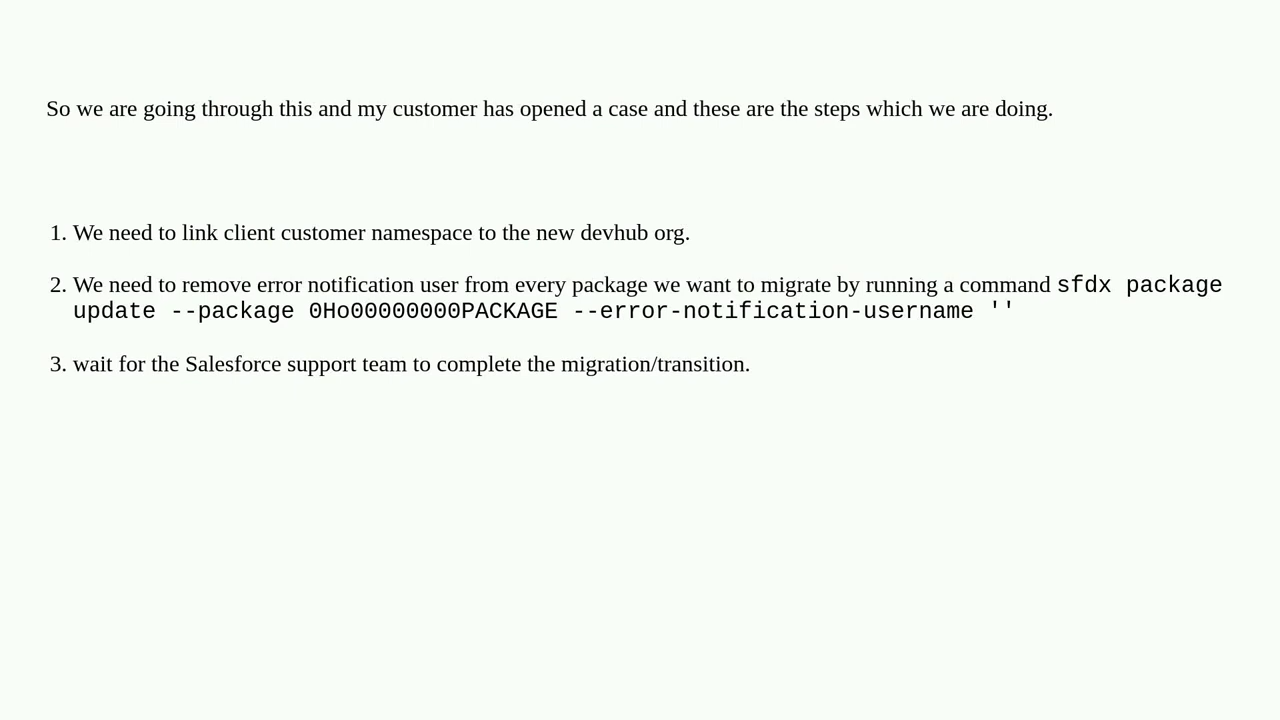 So we are going through this and my customer has opened a case and these are the steps which we are doing.
1. We need to link client customer namespace to the new devhub org.
2. We need to remove error notification user from every package we want to migrate by running a command sfdx package
update --package 0Ho00000000PACKAGE --error-notification-username ''
3. wait for the Salesforce support team to complete the migration/transition.